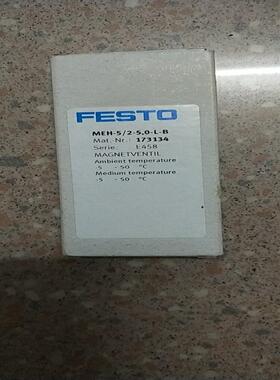 FESTO
MEH-5/2-5,0-L-B
Mat.-Nr.: 173134
Serie: E458
MAGNETVENTIL
Ambient temperature
-5 - 50 °C
Medium temperature
-5 - 50 °C